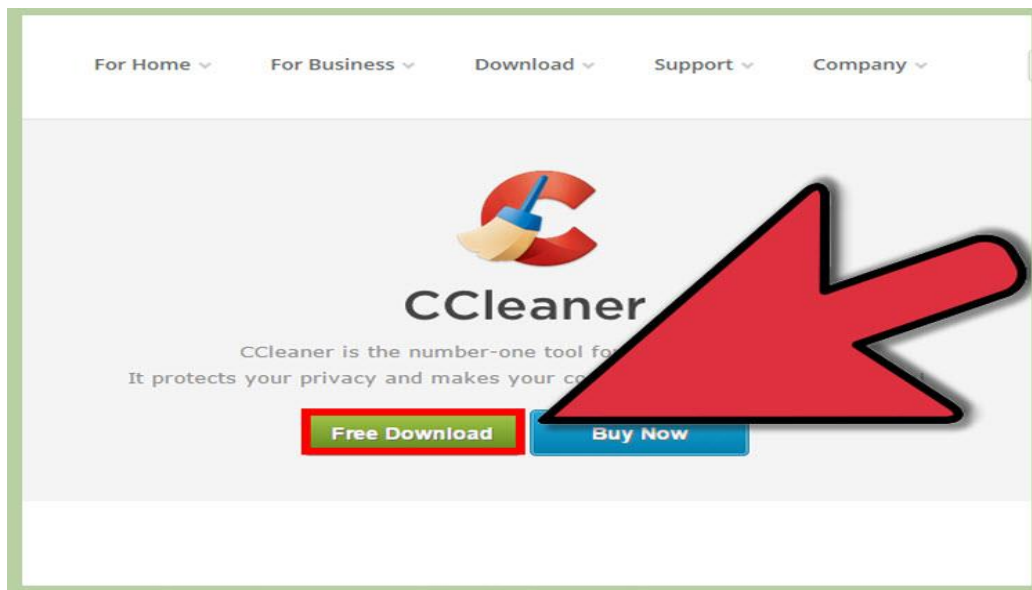 For Home For Business Download Support Company
CCleaner
CCleaner is the number-one tool fo
It protects your privacy and makes your co
Free Download Buy Now